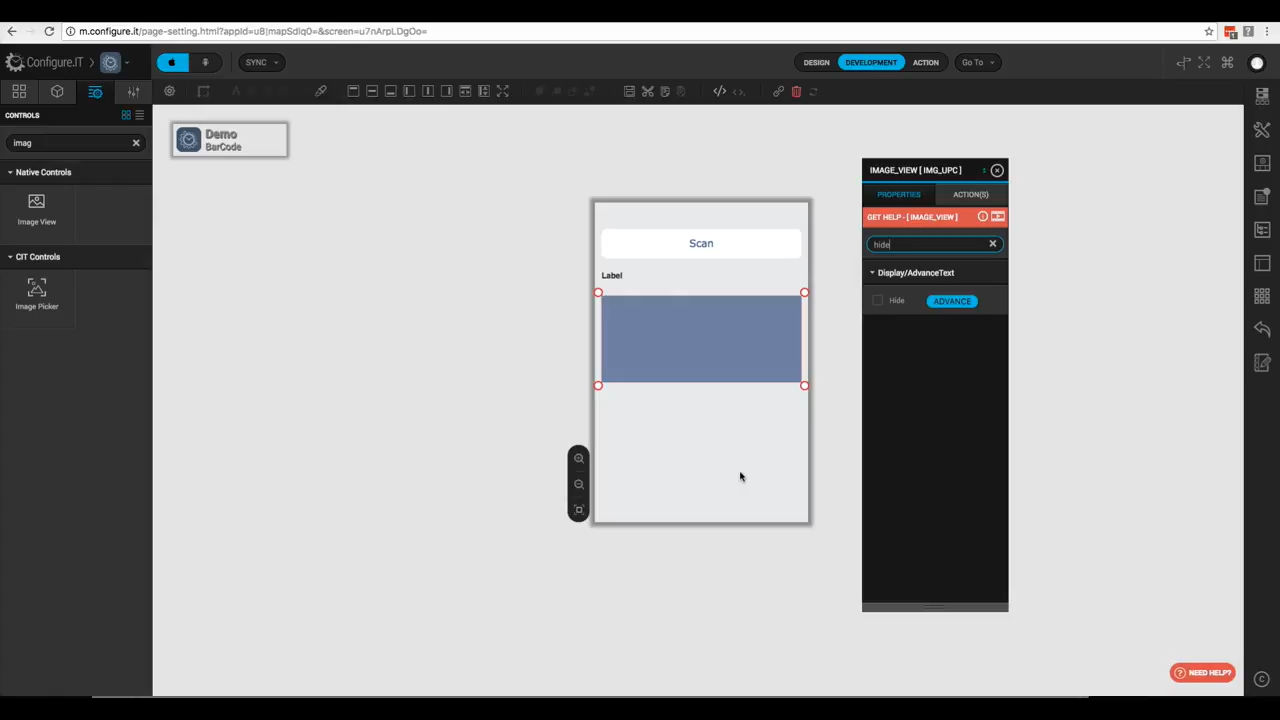 m.configure.it/page-setting.html?appId=u8|mapSdIq0=&screen=u7nArpLDgOo=
Configure.IT
SYNC
DESIGN
DEVELOPMENT
ACTION
Go To
CONTROLS
imag
Native Controls
Image View
CIT Controls
Image Picker
Demo
BarCode
Scan
Label
IMAGE_VIEW [ IMG_UPC ]
PROPERTIES
ACTION(S)
GET HELP - [ IMAGE_VIEW ]
hide
Display/AdvanceText
Hide
ADVANCE
NEED HELP?